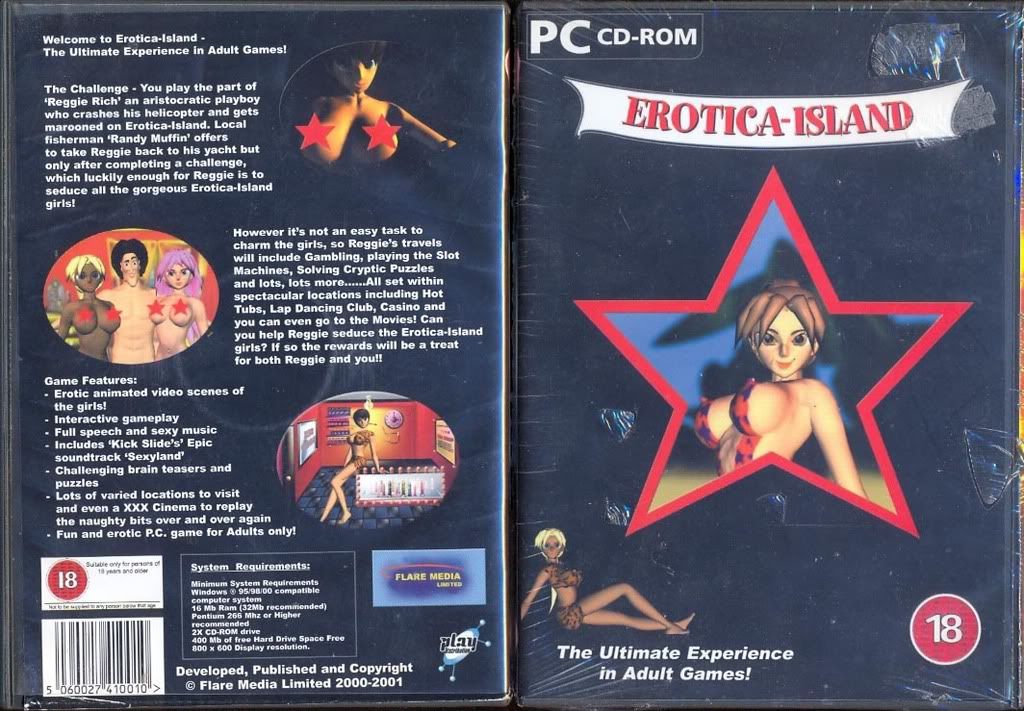 Welcome to Erotica-Island -
The Ultimate Experience in Adult Games!
The Challenge - You play the part of
‘Reggie Rich’ an aristocratic playboy
who crashes his helicopter and gets
marooned on Erotica-Island. Local
fisherman ‘Randy Muffin’ offers
to take Reggie back to his yacht but
only after completing a challenge,
which luckily enough for Reggie is to
seduce all the gorgeous Erotica-Island
girls!
However it’s not an easy task to
charm the girls, so Reggie’s travels
will include Gambling, playing the Slot
Machines, Solving Cryptic Puzzles
and lots, lots more......All set within
spectacular locations including Hot
Tubs, Lap Dancing Club, Casino and
you can even go to the Movies! Can
you help Reggie seduce the Erotica-Island
girls? If so the rewards will be a treat
for both Reggie and you!!
Game Features:
- Erotic animated video scenes of
the girls!
- Interactive gameplay
- Full speech and sexy music
- Includes ‘Kick Slide’s’ Epic
soundtrack ‘Sexyland’
- Challenging brain teasers and
puzzles
- Lots of varied locations to visit
and even a XXX Cinema to replay
the naughty bits over and over again
- Fun and erotic P.C. game for Adults only!
18
Suitable only for persons of
18 years and older
Not to be supplied to any person below that age
5 060027 410010 >
System Requirements:
Minimum System Requirements
Windows ® 95/98/00 compatible
computer system
16 Mb Ram (32Mb recommended)
Pentium 266 Mhz or Higher
recommended
2X CD-ROM drive
400 Mb of free Hard Drive Space Free
800 x 600 Display resolution.
FLARE MEDIA
LIMITED
play
Developed, Published and Copyright
© Flare Media Limited 2000-2001
PC CD-ROM
EROTICA-ISLAND
18
The Ultimate Experience
in Adult Games!